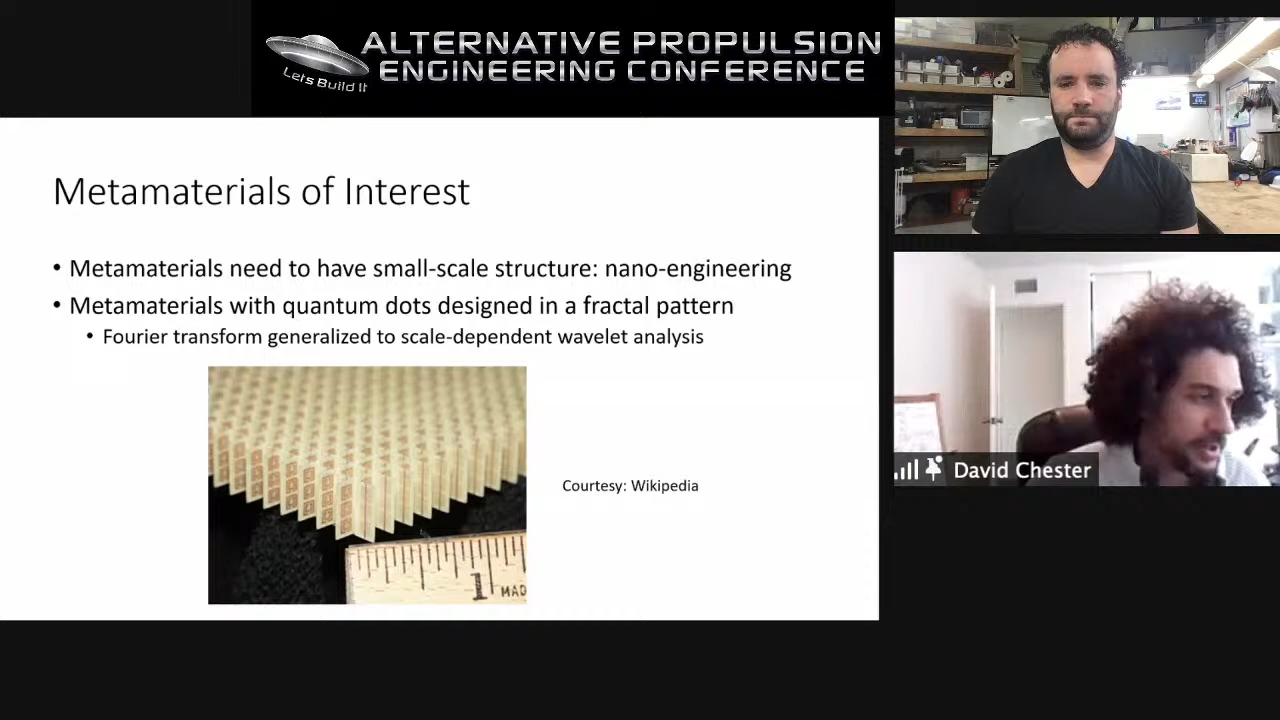 ALTERNATIVE PROPULSION
ENGINEERING CONFERENCE
Lets Build It
Metamaterials of Interest
• Metamaterials need to have small-scale structure: nano-engineering
• Metamaterials with quantum dots designed in a fractal pattern
• Fourier transform generalized to scale-dependent wavelet analysis
Courtesy: Wikipedia
1
MAD
David Chester